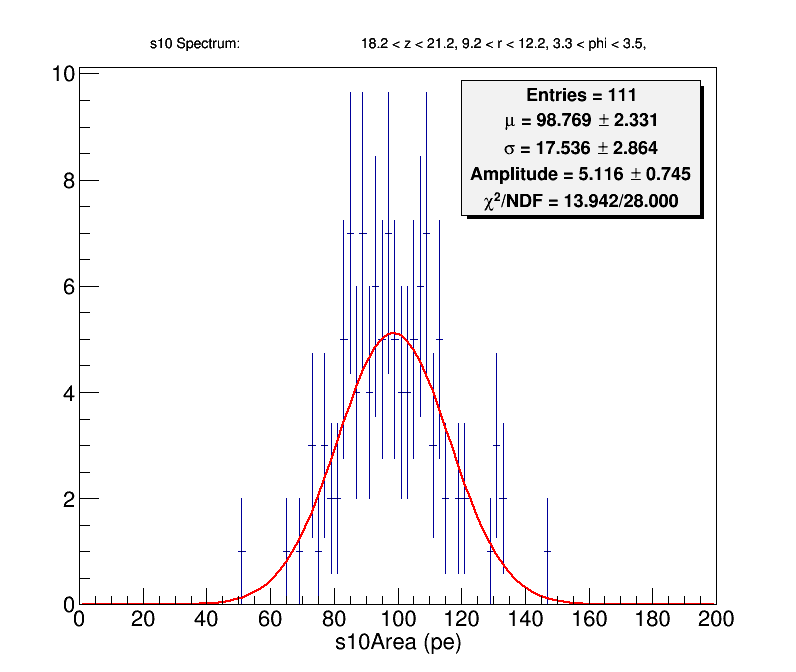 s10 Spectrum: 18.2 < z < 21.2, 9.2 < r < 12.2, 3.3 < phi < 3.5,
Entries = 111
μ = 98.769 ± 2.331
σ = 17.536 ± 2.864
Amplitude = 5.116 ± 0.745
χ²/NDF = 13.942/28.000
10
8
6
4
2
0
0 20 40 60 80 100 120 140 160 180 200
s10Area (pe)